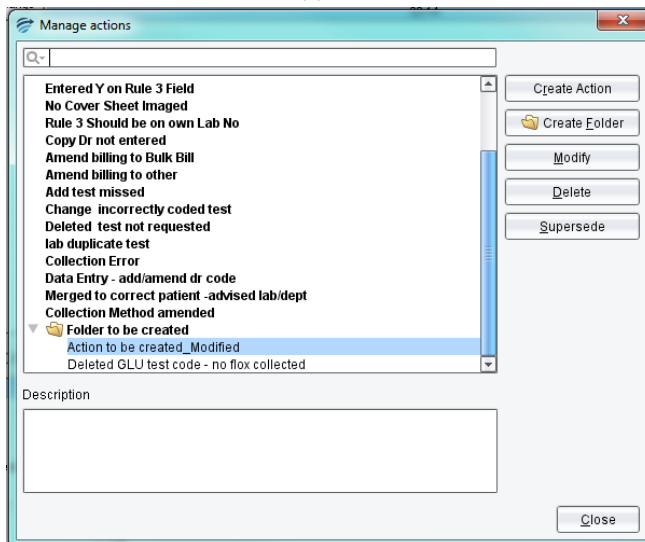 Manage actions
Entered Y on Rule 3 Field
No Cover Sheet Imaged
Rule 3 Should be on own Lab No
Copy Dr not entered
Amend billing to Bulk Bill
Amend billing to other
Add test missed
Change incorrectly coded test
Deleted test not requested
lab duplicate test
Collection Error
Data Entry - add/amend dr code
Merged to correct patient -advised lab/dept
Collection Method amended
Folder to be created
Action to be created_Modified
Deleted GLU test code - no flox collected
Create Action
Create Folder
Modify
Delete
Supersede
Description
Close